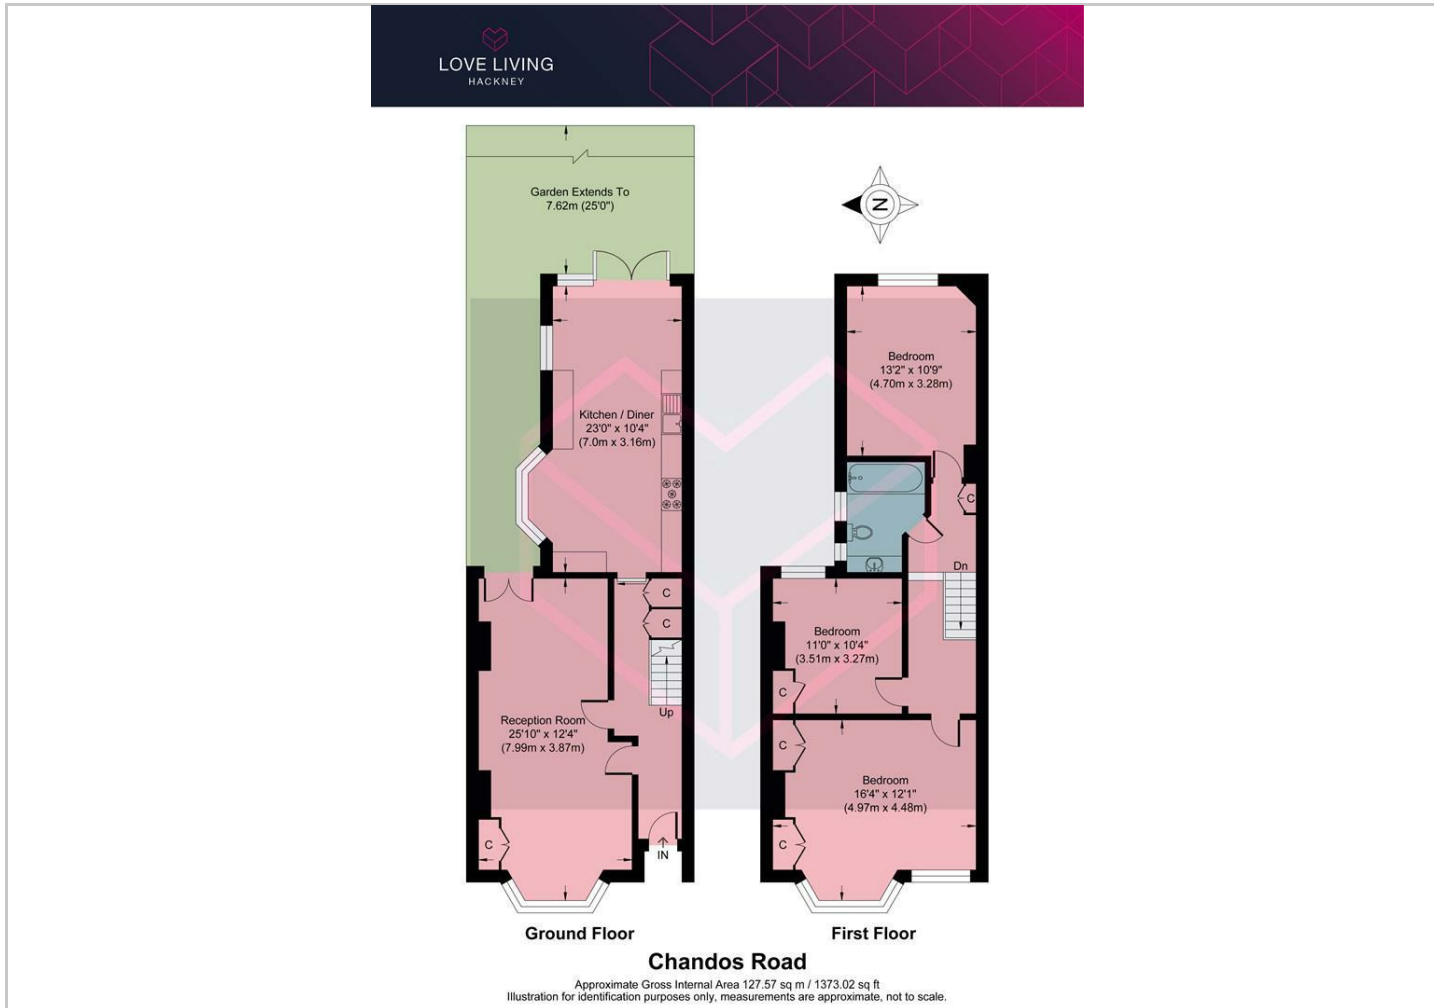 LOVE LIVING
HACKNEY
Garden Extends To
7.62m (25'0")
N
Kitchen / Diner
23'0" x 10'4"
(7.0m x 3.16m)
C
C
Up
Reception Room
25'10" x 12'4"
(7.99m x 3.87m)
C
IN
Ground Floor
Bedroom
13'2" x 10'9"
(4.70m x 3.28m)
C
Dn
Bedroom
11'0" x 10'4"
(3.51m x 3.27m)
C
C
Bedroom
16'4" x 12'1"
(4.97m x 4.48m)
C
First Floor
Chandos Road
Approximate Gross Internal Area 127.57 sq m / 1373.02 sq ft
Illustration for identification purposes only, measurements are approximate, not to scale.